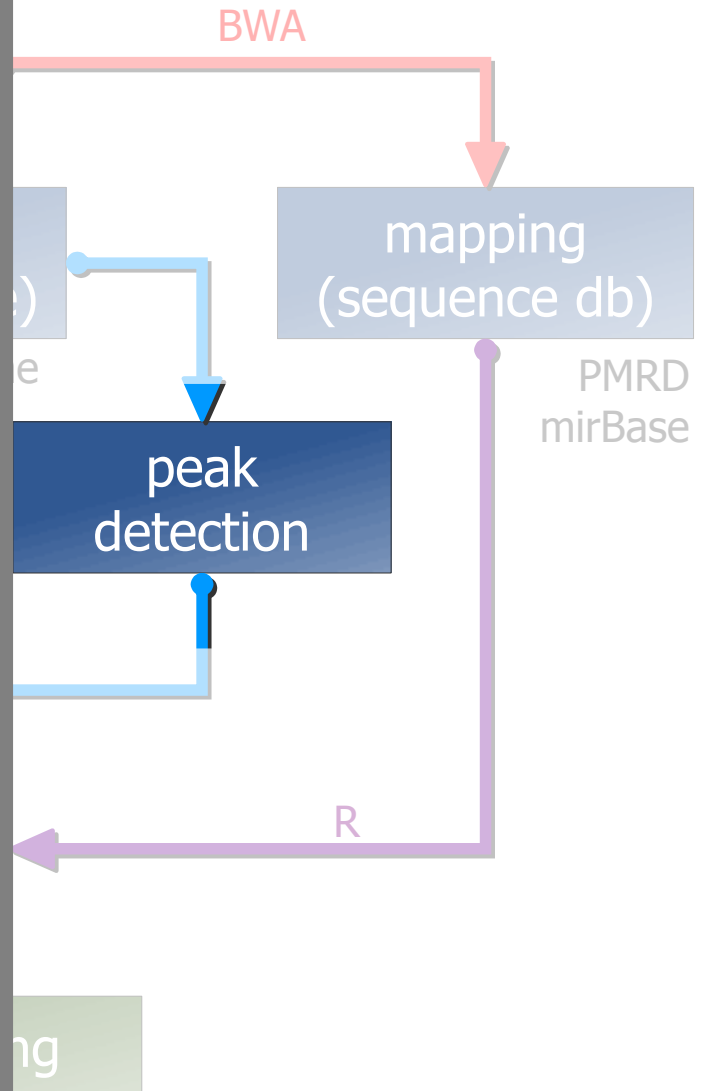 BWA
mapping
(sequence db)
PMRD
mirBase
peak
detection
R